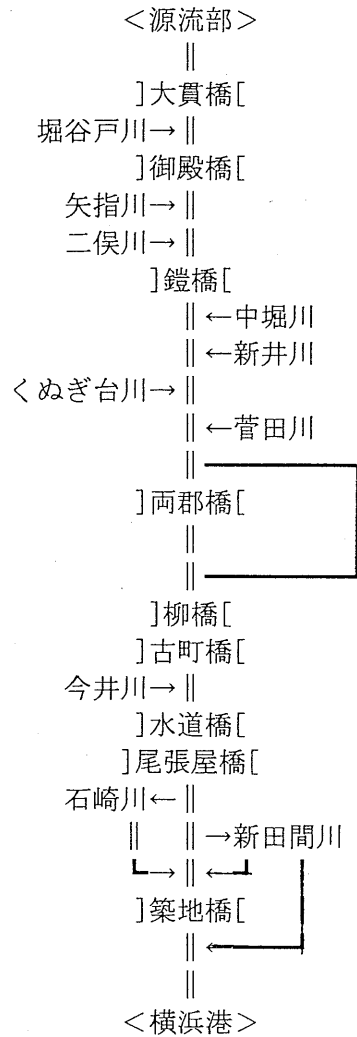 ＜源流部＞
||
]大貫橋[
堀谷戸川→||
]御殿橋[
矢指川→||
二俣川→||
]鎧橋[
||←中堀川
||←新井川
くぬぎ台川→||
||←菅田川
||
]両郡橋[
||
||
]柳橋[
]古町橋[
今井川→||
]水道橋[
]尾張屋橋[
石崎川←||
|| ||→新田間川
→||←
]築地橋[
||←
||
＜横浜港＞